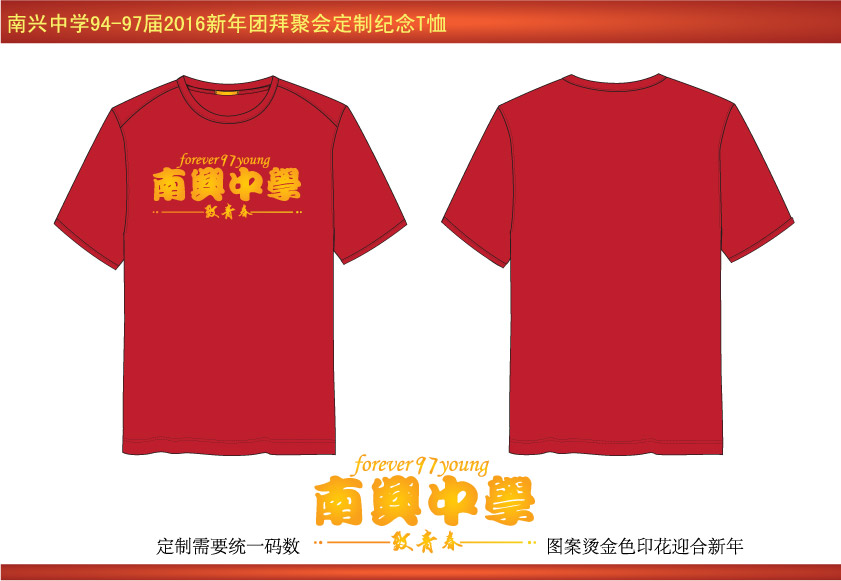 南兴中学94-97届2016新年团拜聚会定制纪念T恤
forever97young
南興中學
致青春
forever97young
南興中學
致青春
定制需要统一码数
图案烫金色印花迎合新年